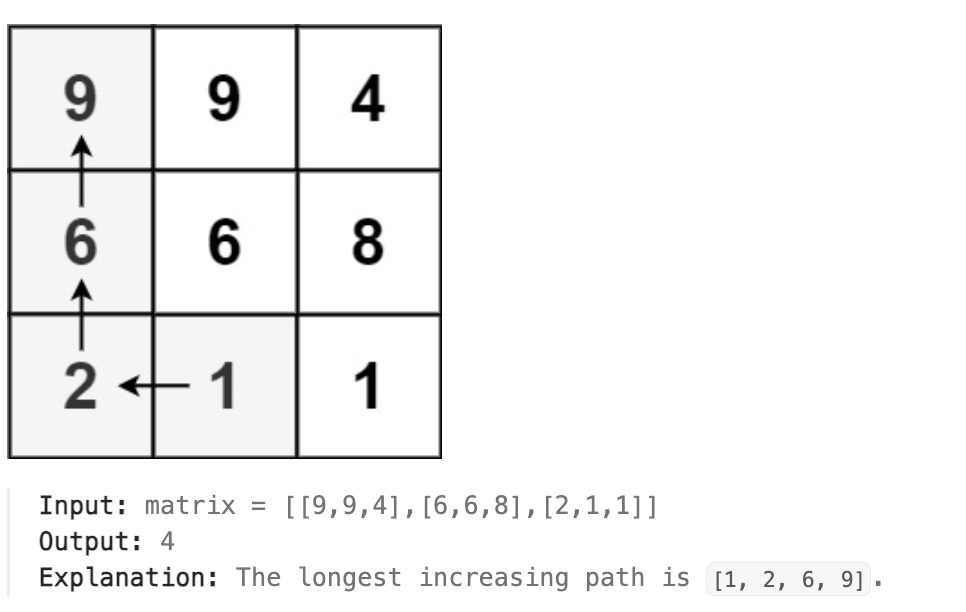 9 9 4
6 6 8
2 1 1
Input: matrix = [[9,9,4],[6,6,8],[2,1,1]]
Output: 4
Explanation: The longest increasing path is [1, 2, 6, 9].